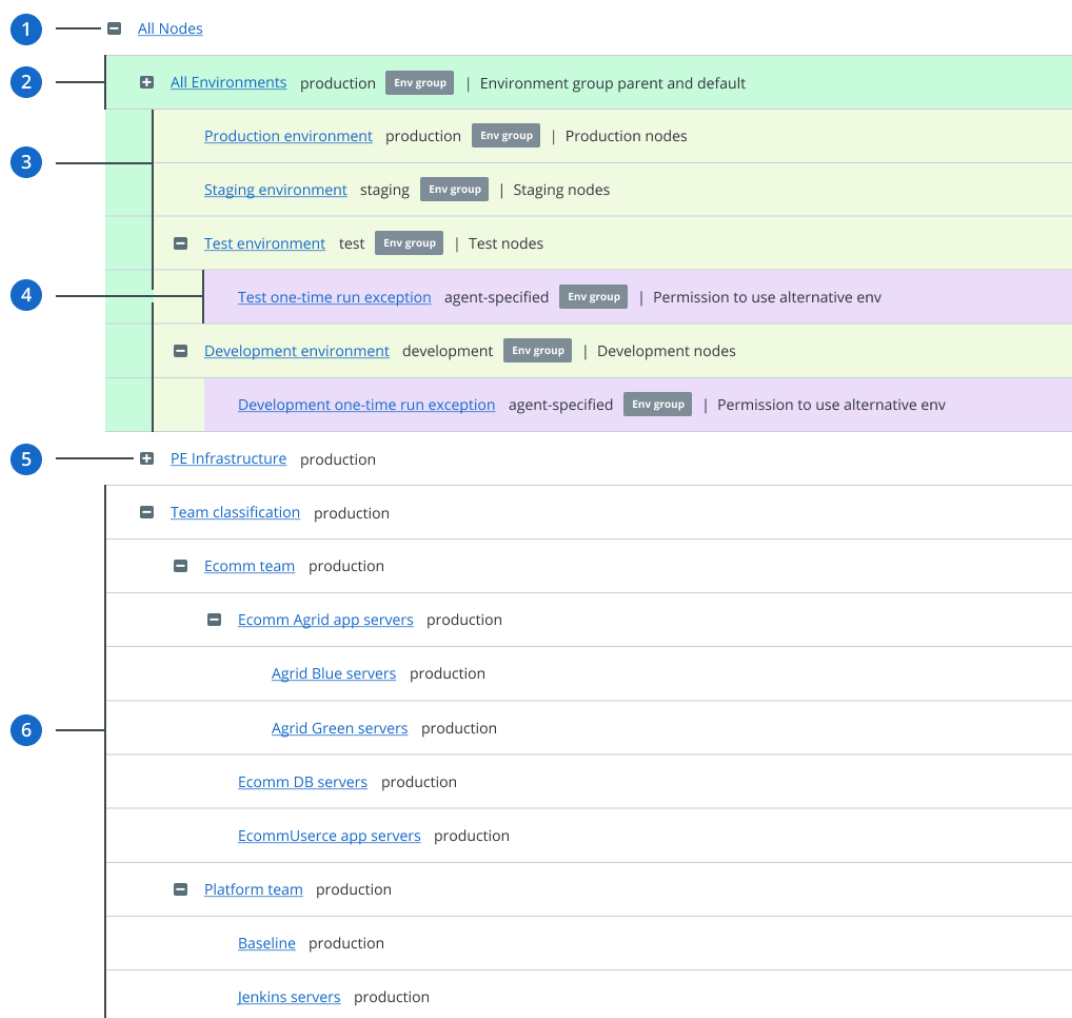 1 All Nodes
2 All Environments production Env group | Environment group parent and default
Production environment production Env group | Production nodes
3
Staging environment staging Env group | Staging nodes
Test environment test Env group | Test nodes
4 Test one-time run exception agent-specified Env group | Permission to use alternative env
Development environment development Env group | Development nodes
Development one-time run exception agent-specified Env group | Permission to use alternative env
5 PE Infrastructure production
Team classification production
Ecomm team production
Ecomm Agrid app servers production
Agrid Blue servers production
6 Agrid Green servers production
Ecomm DB servers production
EcommUserce app servers production
Platform team production
Baseline production
Jenkins servers production